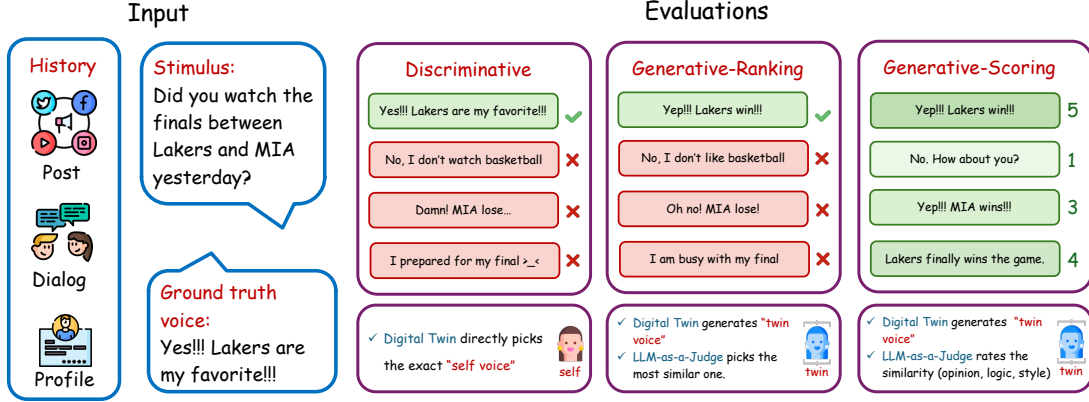 Input
Evaluations
History
Post
Dialog
Profile
Stimulus:
Did you watch the
finals between
Lakers and MIA
yesterday?
Ground truth
voice:
Yes!!! Lakers are
my favorite!!!
Discriminative
Yes!!! Lakers are my favorite!!!
No, I don't watch basketball
Damn! MIA lose...
I prepared for my final >_<
✓ Digital Twin directly picks
the exact "self voice"
self
Generative-Ranking
Yep!!! Lakers win!!!
No, I don't like basketball
Oh no! MIA lose!
I am busy with my final
✓ Digital Twin generates "twin
voice"
✓ LLM-as-a-Judge picks the
most similar one.
twin
Generative-Scoring
Yep!!! Lakers win!!! 5
No. How about you? 1
Yep!!! MIA wins!!! 3
Lakers finally wins the game. 4
✓ Digital Twin generates "twin
voice"
✓ LLM-as-a-Judge rates the
similarity (opinion, logic, style)
twin